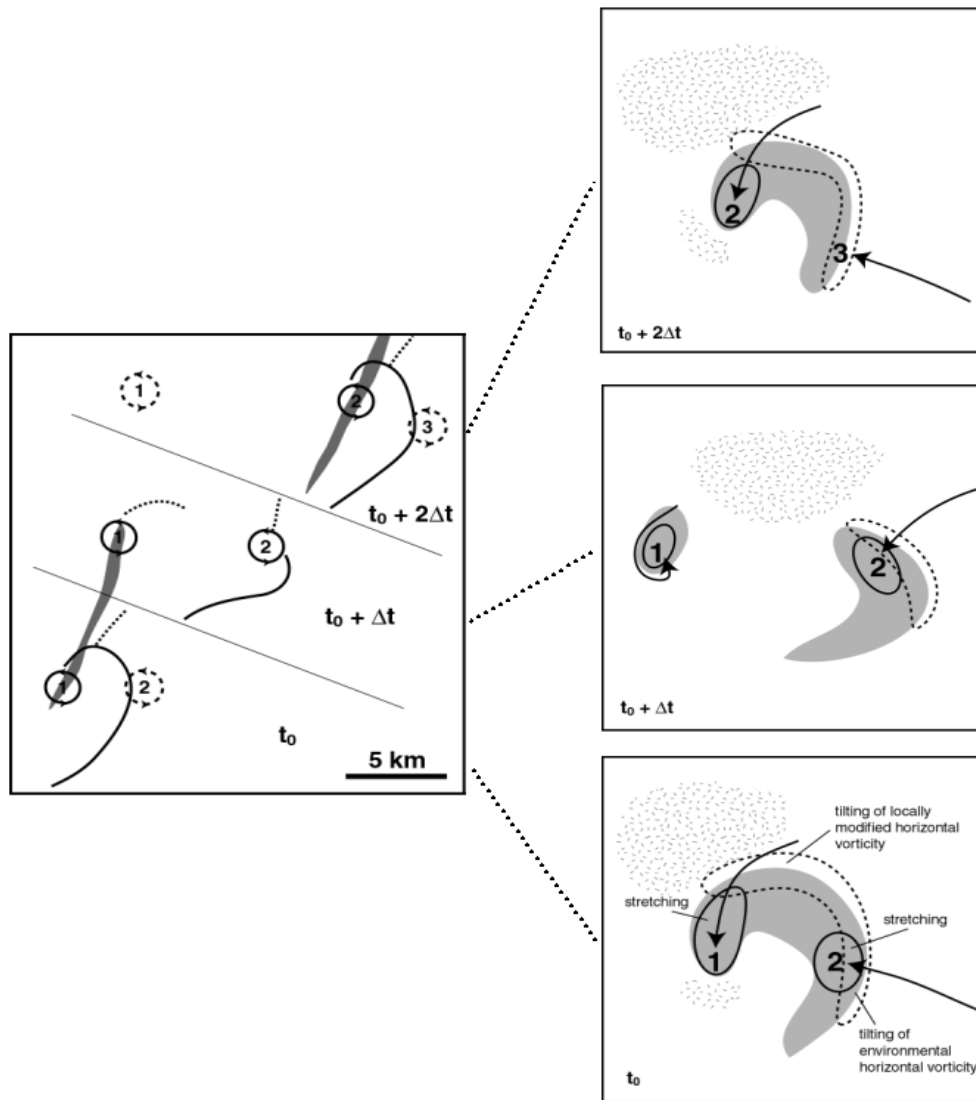 2
3
t₀ + 2Δt
1
2
3
t₀ + 2Δt
1
2
t₀ + Δt
1
2
t₀
5 km
1
2
t₀ + Δt
tilting of locally
modified horizontal
vorticity
stretching
stretching
1
2
tilting of
environmental
horizontal vorticity
t₀